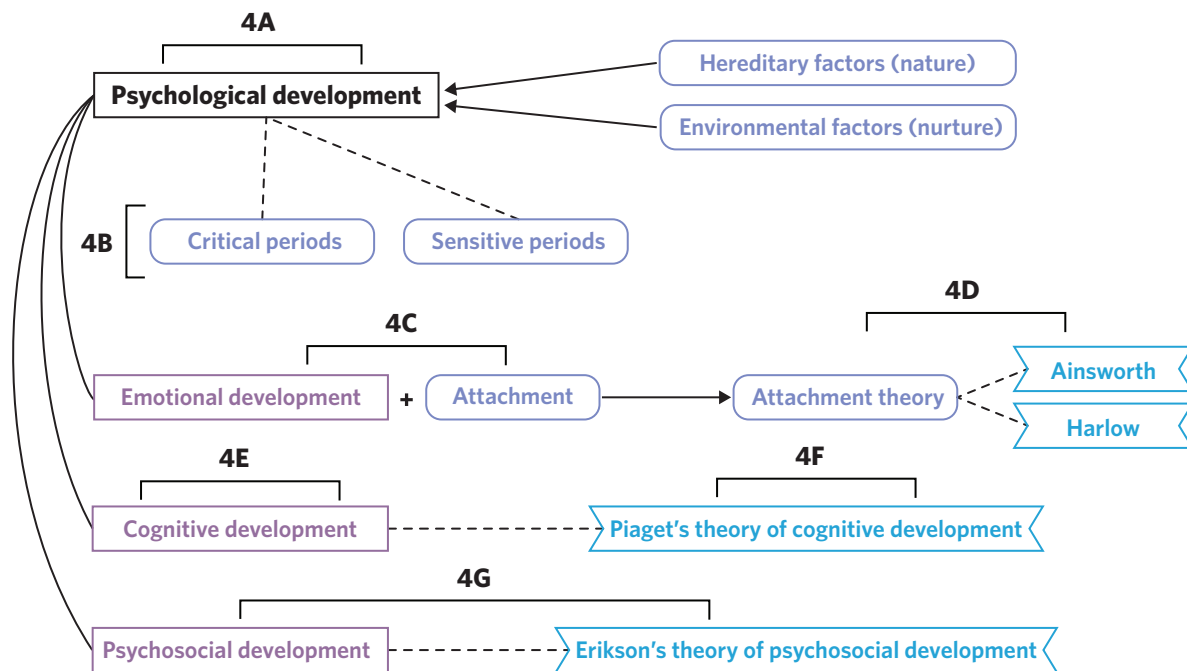 4A
Hereditary factors (nature)
Psychological development
Environmental factors (nurture)
4B
Critical periods
Sensitive periods
4D
4C
Ainsworth
Emotional development
+
Attachment
Attachment theory
Harlow
4E
4F
Cognitive development
Piaget’s theory of cognitive development
4G
Psychosocial development
Erikson’s theory of psychosocial development